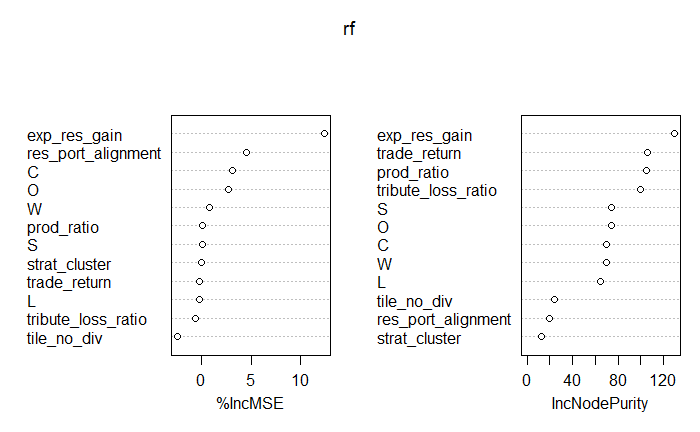 rf
exp_res_gain
res_port_alignment
C
O
W
prod_ratio
S
strat_cluster
trade_return
L
tribute_loss_ratio
tile_no_div
0 5 10
%IncMSE
exp_res_gain
trade_return
prod_ratio
tribute_loss_ratio
S
O
C
W
L
tile_no_div
res_port_alignment
strat_cluster
0 40 80 120
IncNodePurity